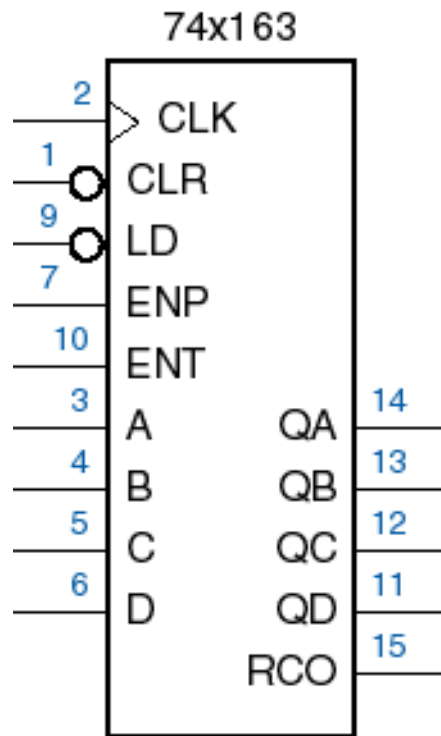 74x163
2 CLK
1 CLR
9 LD
7 ENP
10 ENT
3 A QA 14
4 B QB 13
5 C QC 12
6 D QD 11
RCO 15